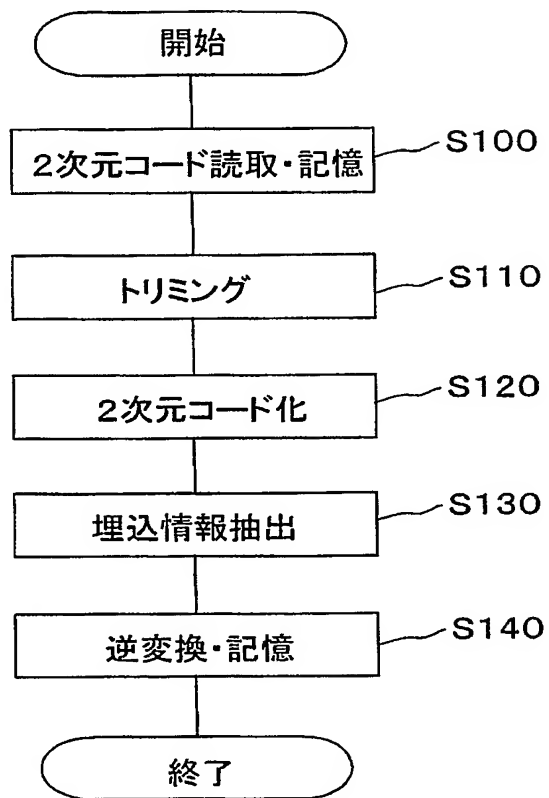 開始
2次元コード読取・記憶 S100
トリミング S110
2次元コード化 S120
埋込情報抽出 S130
逆変換・記憶 S140
終了